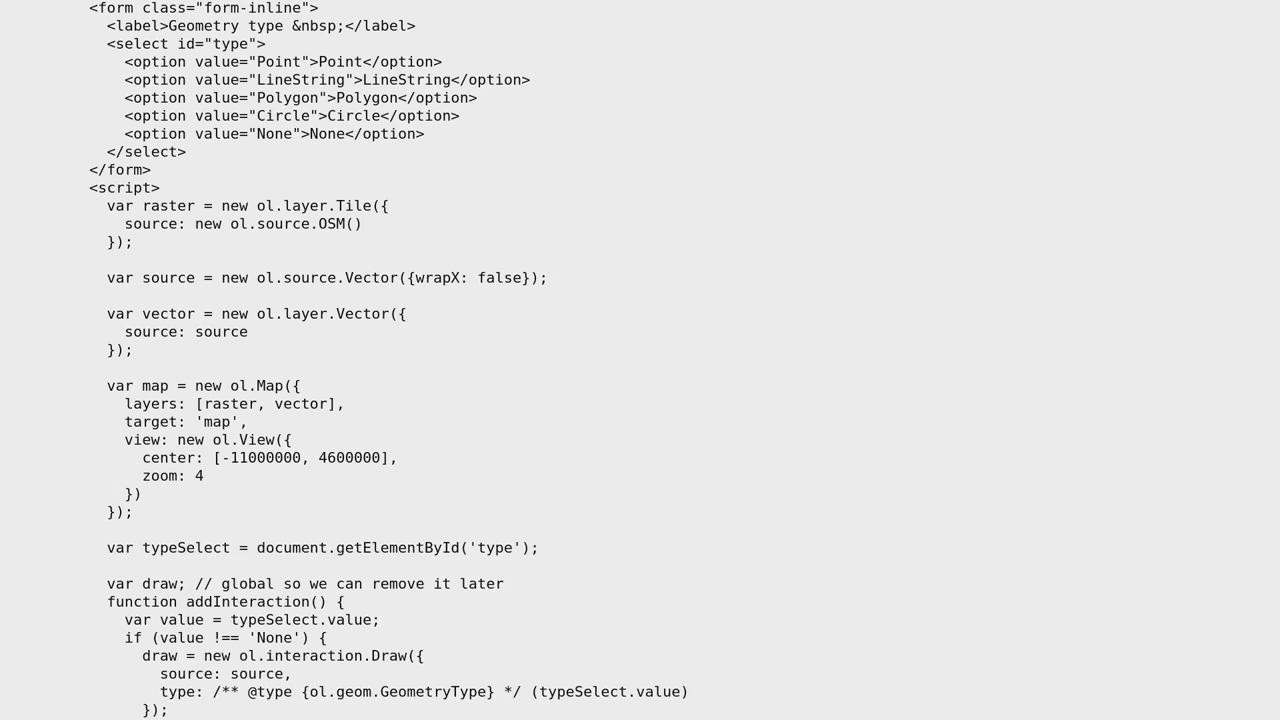 <form class="form-inline">
<label>Geometry type &nbsp;</label>
<select id="type">
<option value="Point">Point</option>
<option value="LineString">LineString</option>
<option value="Polygon">Polygon</option>
<option value="Circle">Circle</option>
<option value="None">None</option>
</select>
</form>
<script>
var raster = new ol.layer.Tile({
source: new ol.source.OSM()
});
var source = new ol.source.Vector({wrapX: false});
var vector = new ol.layer.Vector({
source: source
});
var map = new ol.Map({
layers: [raster, vector],
target: 'map',
view: new ol.View({
center: [-11000000, 4600000],
zoom: 4
})
});
var typeSelect = document.getElementById('type');
var draw; // global so we can remove it later
function addInteraction() {
var value = typeSelect.value;
if (value !== 'None') {
draw = new ol.interaction.Draw({
source: source,
type: /** @type {ol.geom.GeometryType} */ (typeSelect.value)
});